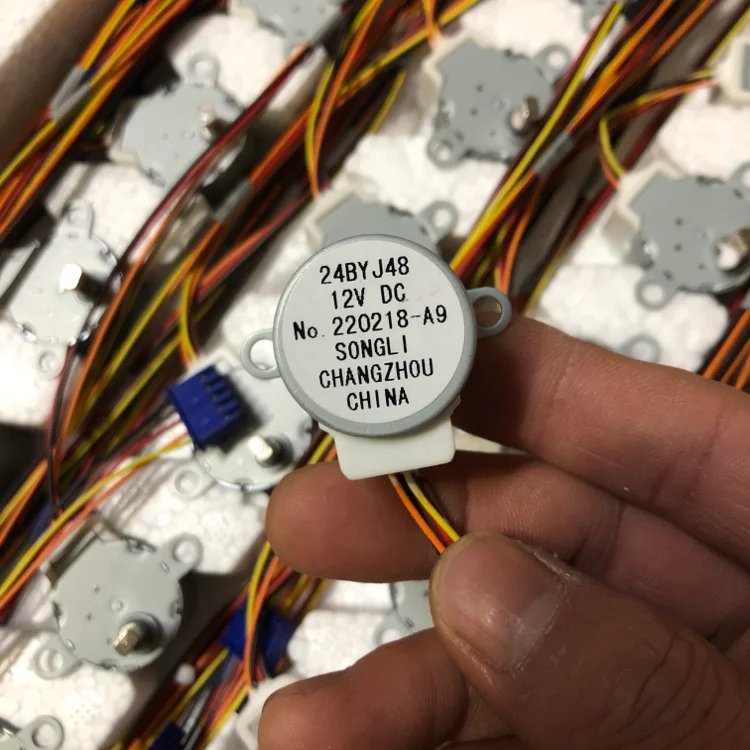 24BYJ48
12V DC
No. 220218-A9
SONGLI
CHANGZHOU
CHINA